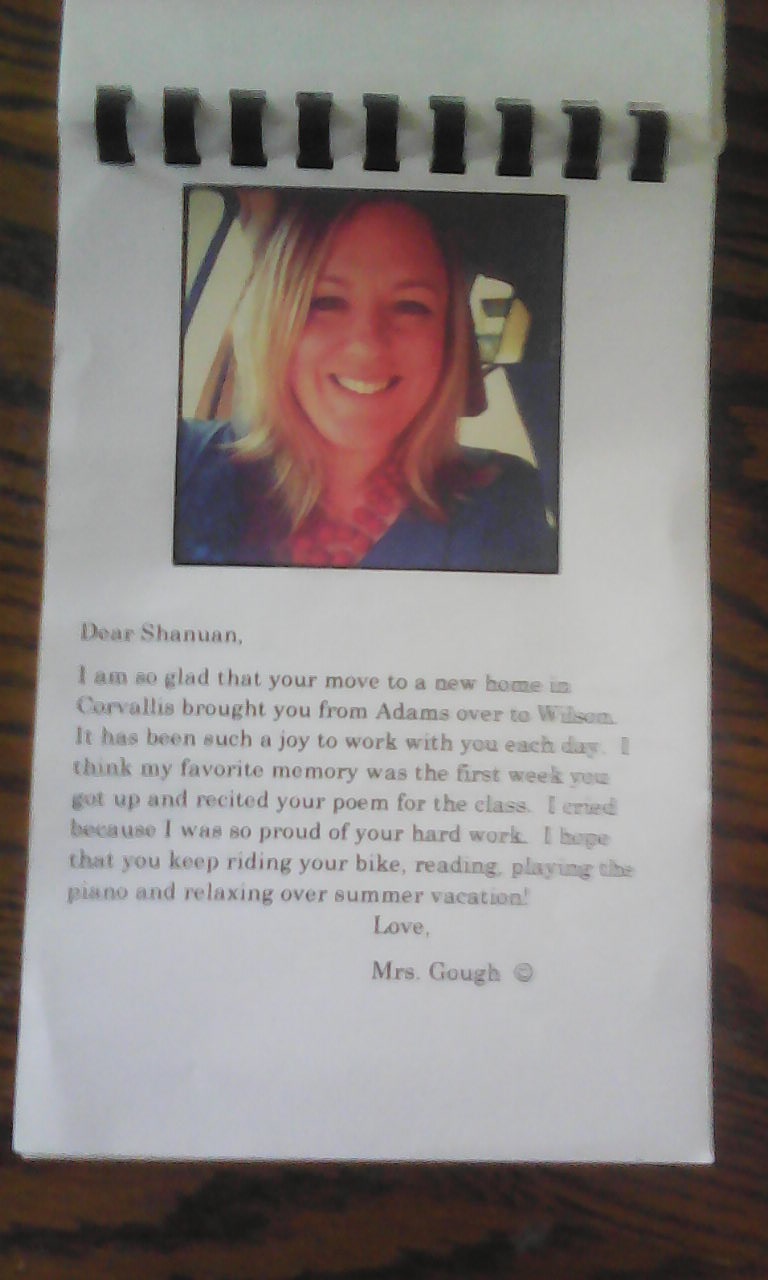 Dear Shanuan,
I am so glad that your move to a new home in
Corvallis brought you from Adams over to Wilson.
It has been such a joy to work with you each day. I
think my favorite memory was the first week you
got up and recited your poem for the class. I cried
because I was so proud of your hard work. I hope
that you keep riding your bike, reading, playing the
piano and relaxing over summer vacation!
Love,
Mrs. Gough ☺